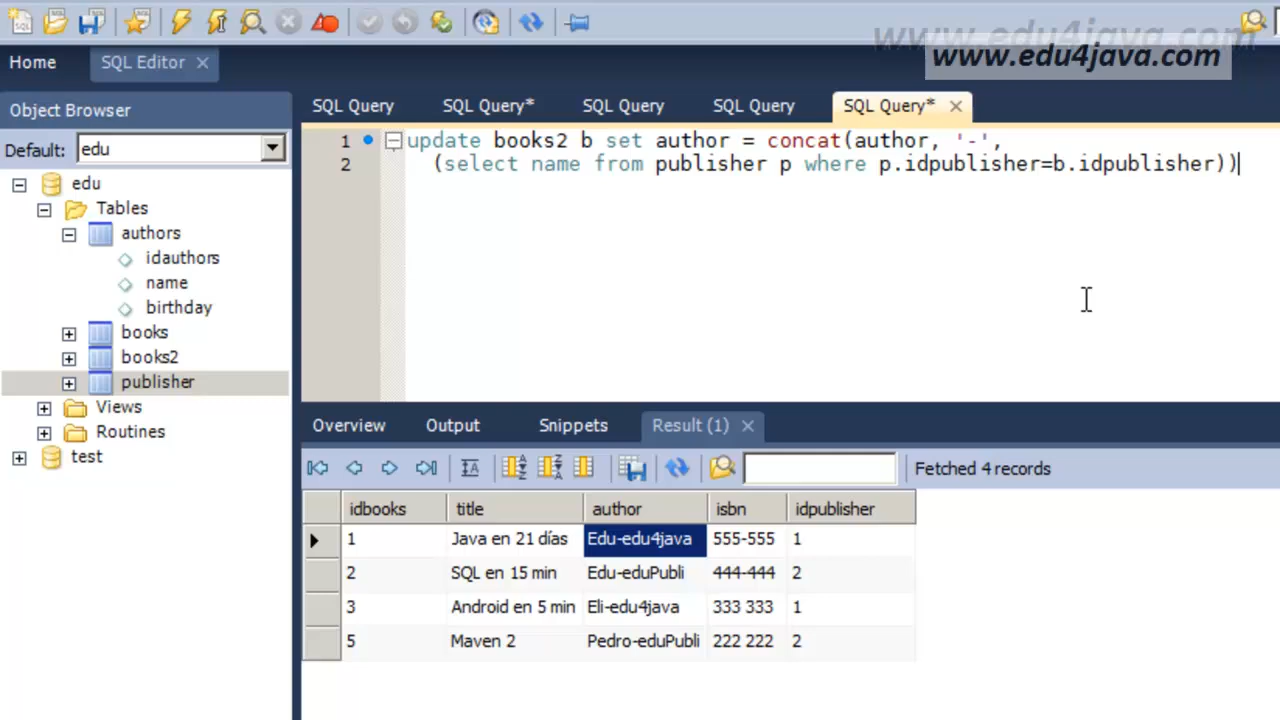 www.edu4java.com
www.edu4java.com
Home
SQL Editor
Object Browser
SQL Query
SQL Query*
SQL Query
SQL Query
SQL Query*
Default: edu
1 update books2 b set author = concat(author, '-',
2 (select name from publisher p where p.idpublisher=b.idpublisher))
edu
Tables
authors
idauthors
name
birthday
books
books2
publisher
Views
Routines
test
Overview
Output
Snippets
Result (1)
Fetched 4 records
idbooks title author isbn idpublisher
1 Java en 21 días Edu-edu4java 555-555 1
2 SQL en 15 min Edu-eduPubli 444-444 2
3 Android en 5 min Eli-edu4java 333 333 1
5 Maven 2 Pedro-eduPubli 222 222 2